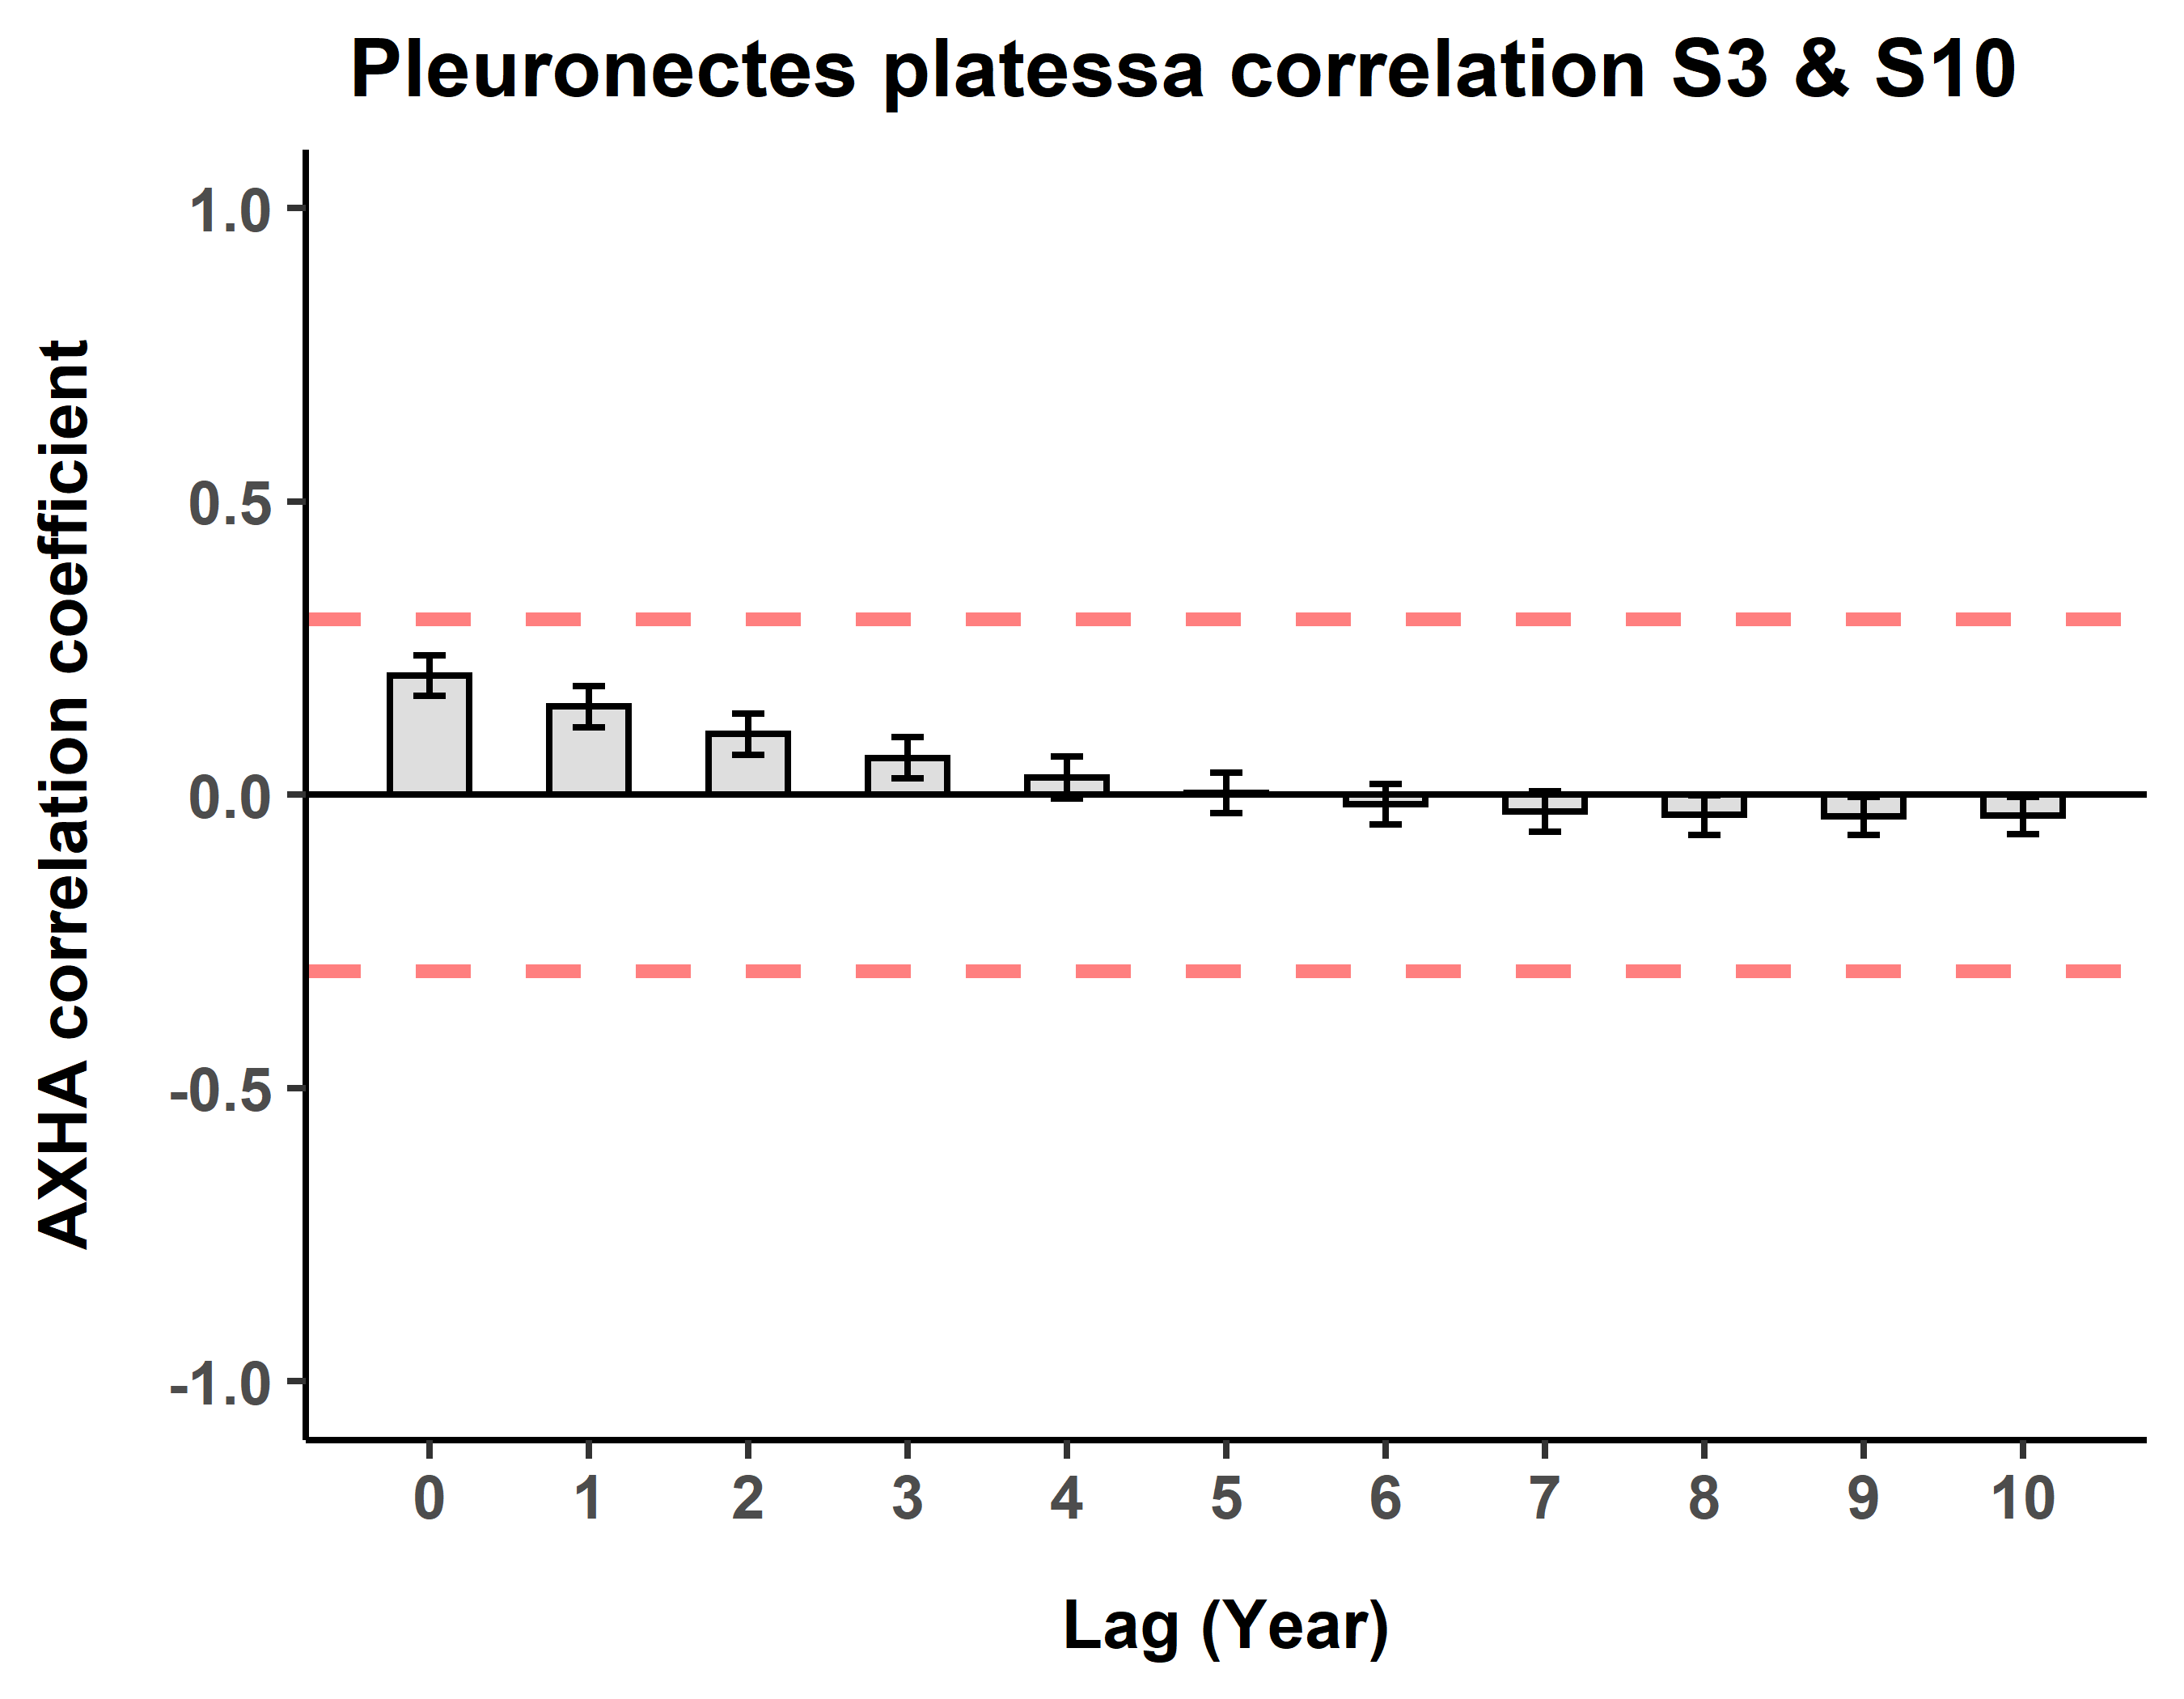 Pleuronectes platessa correlation S3 & S10
AXHA correlation coefficient
1.0
0.5
0.0
-0.5
-1.0
0 1 2 3 4 5 6 7 8 9 10
Lag (Year)